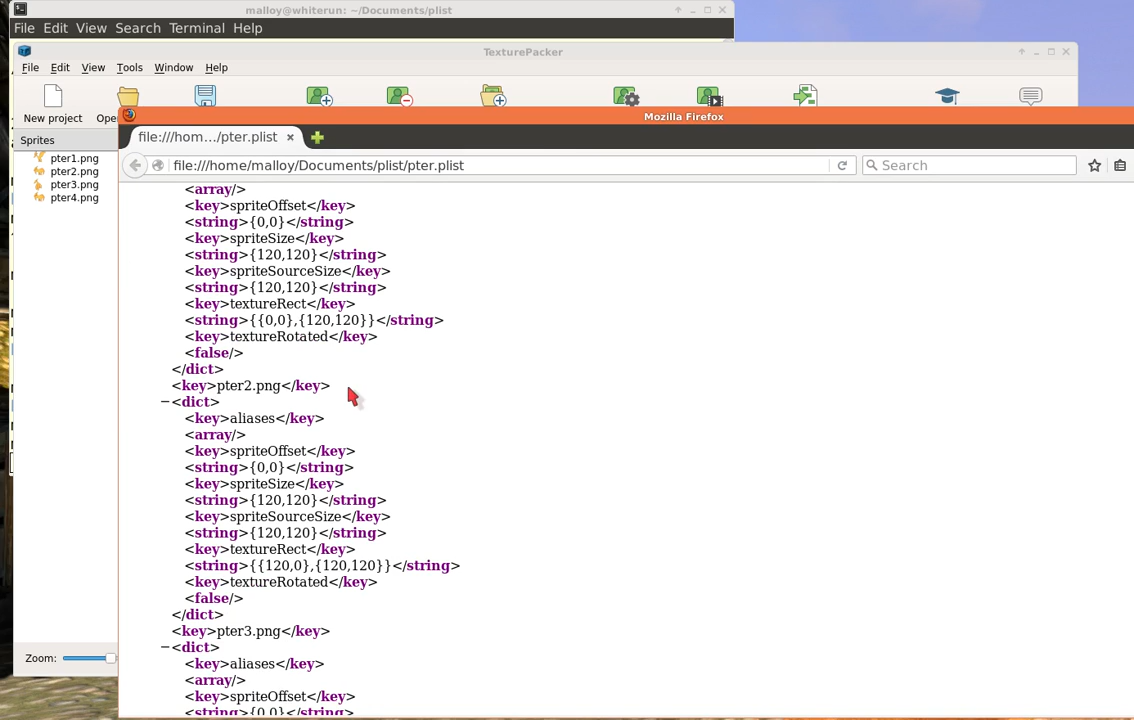 malloy@whiterun: ~/Documents/plist
File Edit View Search Terminal Help
TexturePacker
File Edit View Tools Window Help
New project
Sprites
pter1.png
pter2.png
pter3.png
pter4.png
Zoom:
Mozilla Firefox
file:///hom.../pter.plist
file:///home/malloy/Documents/plist/pter.plist
Search
<array/>
<key>spriteOffset</key>
<string>{0,0}</string>
<key>spriteSize</key>
<string>{120,120}</string>
<key>spriteSourceSize</key>
<string>{120,120}</string>
<key>textureRect</key>
<string>{{0,0},{120,120}}</string>
<key>textureRotated</key>
<false/>
</dict>
<key>pter2.png</key>
−<dict>
<key>aliases</key>
<array/>
<key>spriteOffset</key>
<string>{0,0}</string>
<key>spriteSize</key>
<string>{120,120}</string>
<key>spriteSourceSize</key>
<string>{120,120}</string>
<key>textureRect</key>
<string>{{120,0},{120,120}}</string>
<key>textureRotated</key>
<false/>
</dict>
<key>pter3.png</key>
−<dict>
<key>aliases</key>
<array/>
<key>spriteOffset</key>
<string>{0,0}</string>